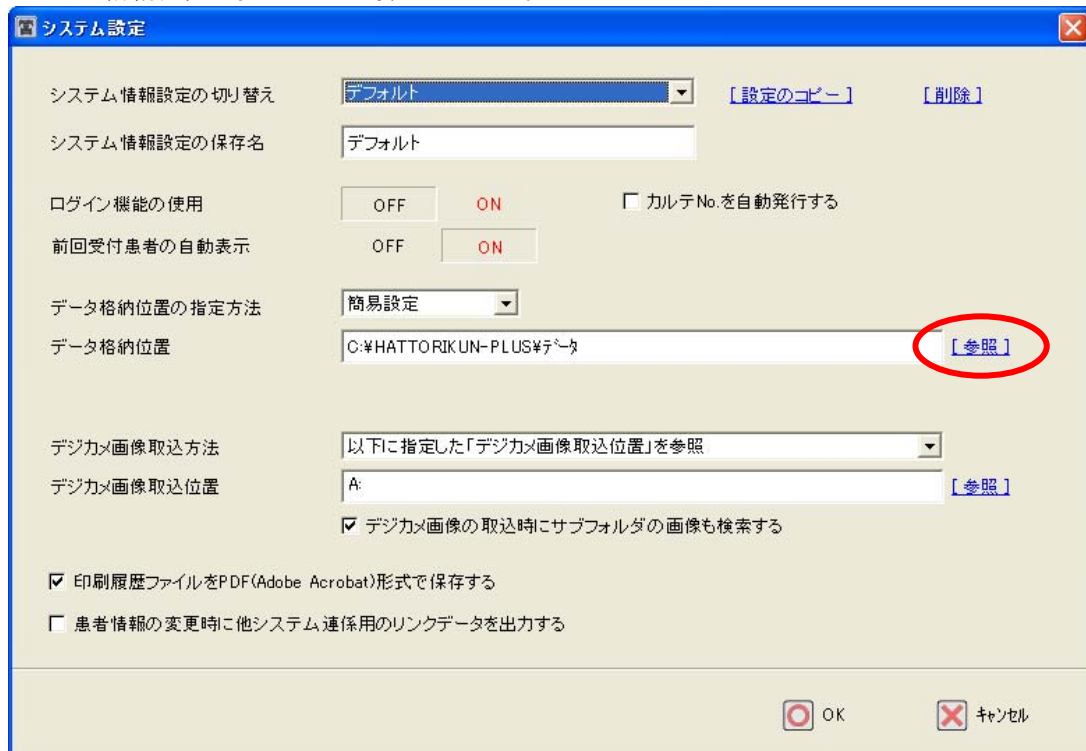 システム設定
システム情報設定の切り替え デフォルト [設定のコピー] [削除]
システム情報設定の保存名 デフォルト
ログイン機能の使用 OFF ON カルテNo.を自動発行する
前回受付患者の自動表示 OFF ON
データ格納位置の指定方法 簡易設定
データ格納位置 C:¥HATTORIKUN-PLUS¥データ [参照]
デジカメ画像取込方法 以下に指定した「デジカメ画像取込位置」を参照
デジカメ画像取込位置 A: [参照]
デジカメ画像の取込時にサブフォルダの画像も検索する
印刷履歴ファイルをPDF(Adobe Acrobat)形式で保存する
患者情報の変更時に他システム連係用のリンクデータを出力する
OK キャンセル